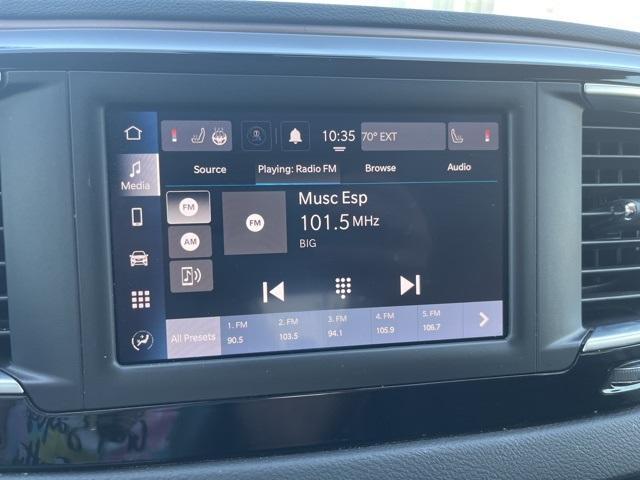 10:35 70° EXT
Source Playing: Radio FM Browse Audio
Media
FM
Musc Esp
101.5 MHz
FM
AM
BIG
All Presets
1. FM 2. FM 3. FM 4. FM 5. FM
90.5 103.5 94.1 105.9 106.7